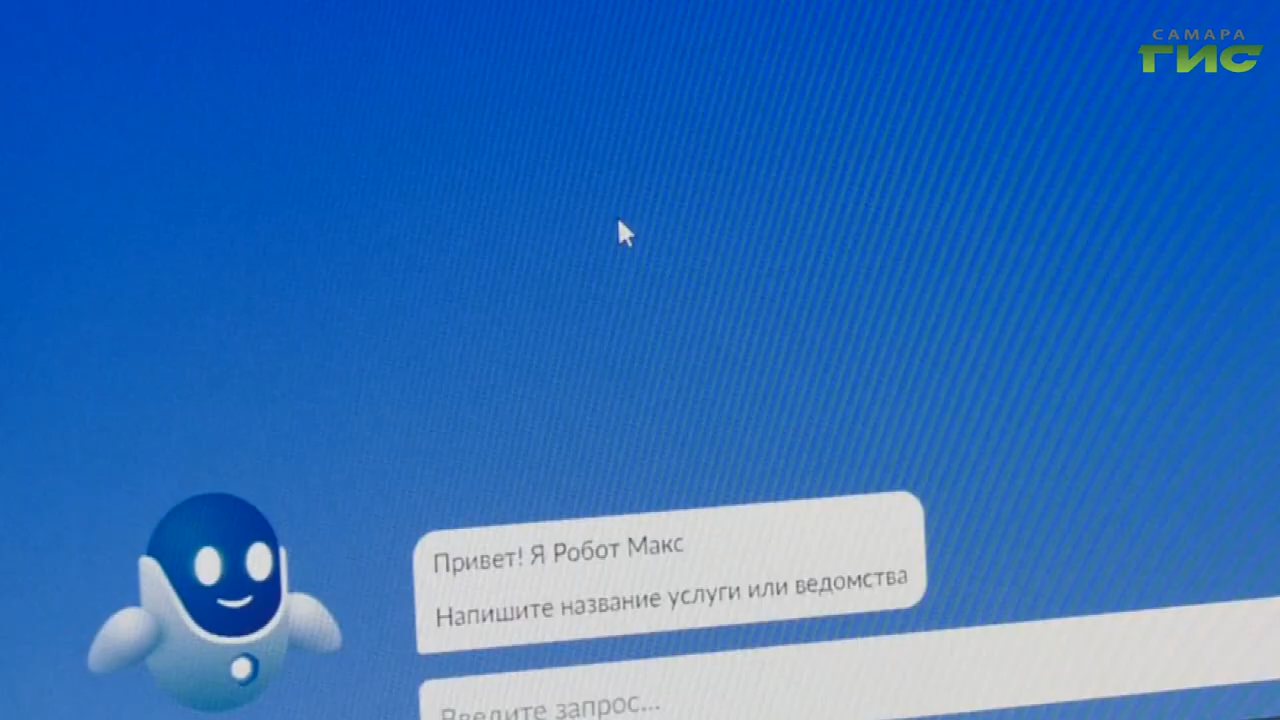 САМАРА
ГИС
Привет! Я Робот Макс
Напишите название услуги или ведомства
Введите запрос...